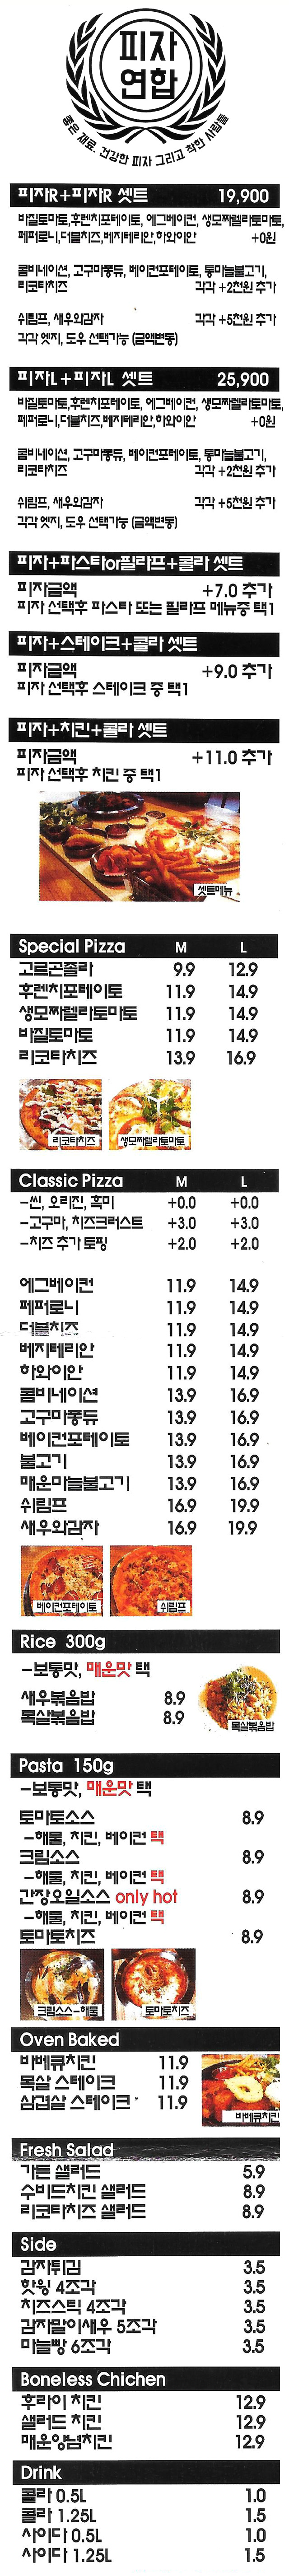 피자
연합
좋은 재료. 건강한 피자 그리고 착한 사람들
피자R+피자R 셋트 19,900
바질토마토,후렌치포테이토, 에그베이컨, 생모짜렐라토마토,
페퍼로니,더블치즈,베지테리안,하와이안 +0원
콤비네이션, 고구마퐁듀, 베이컨포테이토, 통마늘불고기,
리코타치즈 각각 +2천원 추가
쉬림프, 새우와감자 각각 +5천원 추가
각각 엣지, 도우 선택가능 (금액변동)
피자L+피자L 셋트 25,900
바질토마토,후렌치포테이토, 에그베이컨, 생모짜렐라토마토,
페퍼로니,더블치즈,베지테리안,하와이안 +0원
콤비네이션, 고구마퐁듀, 베이컨포테이토, 통마늘불고기,
리코타치즈 각각 +2천원 추가
쉬림프, 새우와감자 각각 +5천원 추가
각각 엣지, 도우 선택가능 (금액변동)
피자+파스타or필라프+콜라 셋트
피자금액 +7.0 추가
피자 선택후 파스타 또는 필라프 메뉴중 택1
피자+스테이크+콜라 셋트
피자금액 +9.0 추가
피자 선택후 스테이크 중 택1
피자+치킨+콜라 셋트
피자금액 +11.0 추가
피자 선택후 치킨 중 택1
셋트메뉴
Special Pizza M L
고르곤졸라 9.9 12.9
후렌치포테이토 11.9 14.9
생모짜렐라토마토 11.9 14.9
바질토마토 11.9 14.9
리코타치즈 13.9 16.9
리코타치즈 생모짜렐라토마토
Classic Pizza M L
-씬, 오리진, 흑미 +0.0 +0.0
-고구마, 치즈크러스트 +3.0 +3.0
-치즈 추가 토핑 +2.0 +2.0
에그베이컨 11.9 14.9
페퍼로니 11.9 14.9
더블치즈 11.9 14.9
베지테리안 11.9 14.9
하와이안 11.9 14.9
콤비네이션 13.9 16.9
고구마퐁듀 13.9 16.9
베이컨포테이토 13.9 16.9
불고기 13.9 16.9
매운마늘불고기 13.9 16.9
쉬림프 16.9 19.9
새우와감자 16.9 19.9
베이컨포테이토 쉬림프
Rice 300g
-보통맛, 매운맛 택
새우볶음밥 8.9
목살볶음밥 8.9
목살볶음밥
Pasta 150g
-보통맛, 매운맛 택
토마토소스 8.9
-해물, 치킨, 베이컨 택
크림소스 8.9
-해물, 치킨, 베이컨 택
간장오일소스 only hot 8.9
-해물, 치킨, 베이컨 택
토마토치즈 8.9
크림소스-해물 토마토치즈
Oven Baked
바베큐치킨 11.9
목살 스테이크 11.9
삼겹살 스테이크 11.9
바베큐치킨
Fresh Salad
가든 샐러드 5.9
수비드치킨 샐러드 8.9
리코타치즈 샐러드 8.9
Side
감자튀김 3.5
핫윙 4조각 3.5
치즈스틱 4조각 3.5
감자말이새우 5조각 3.5
마늘빵 6조각 3.5
Boneless Chichen
후라이 치킨 12.9
샐러드 치킨 12.9
매운양념치킨 12.9
Drink
콜라 0.5L 1.0
콜라 1.25L 1.5
사이다 0.5L 1.0
사이다 1.25L 1.5